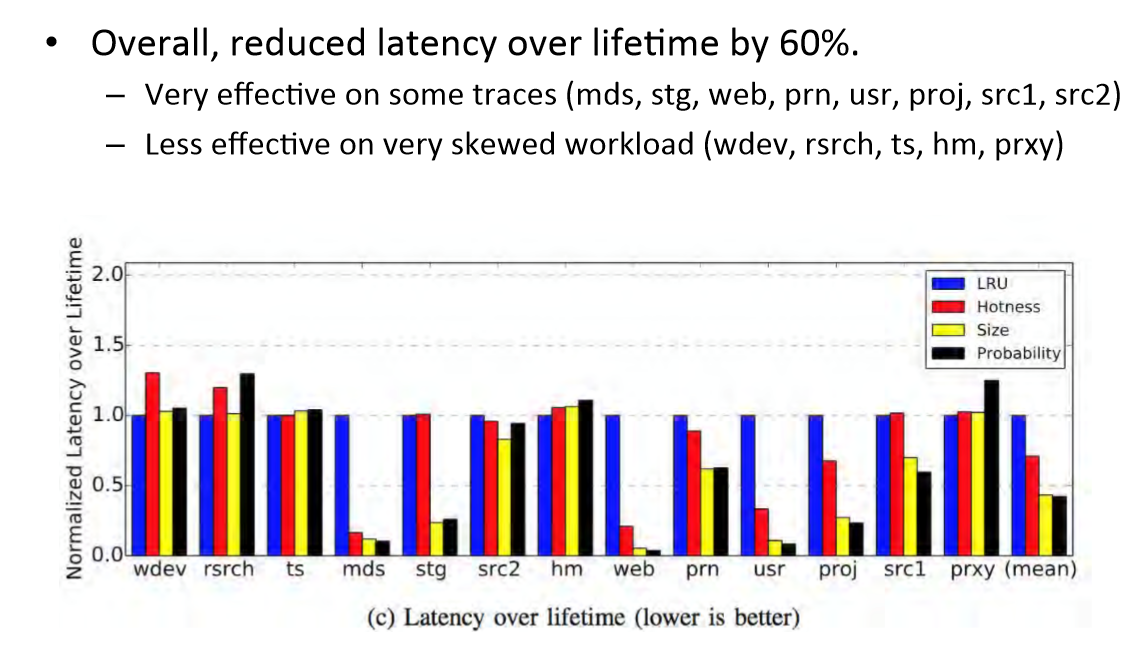 • Overall, reduced latency over lifetime by 60%.
– Very effective on some traces (mds, stg, web, prn, usr, proj, src1, src2)
– Less effective on very skewed workload (wdev, rsrch, ts, hm, prxy)
Normalized Latency over Lifetime
2.0
1.5
1.0
0.5
0.0
LRU
Hotness
Size
Probability
wdev rsrch ts mds stg src2 hm web prn usr proj src1 prxy (mean)
(c) Latency over lifetime (lower is better)